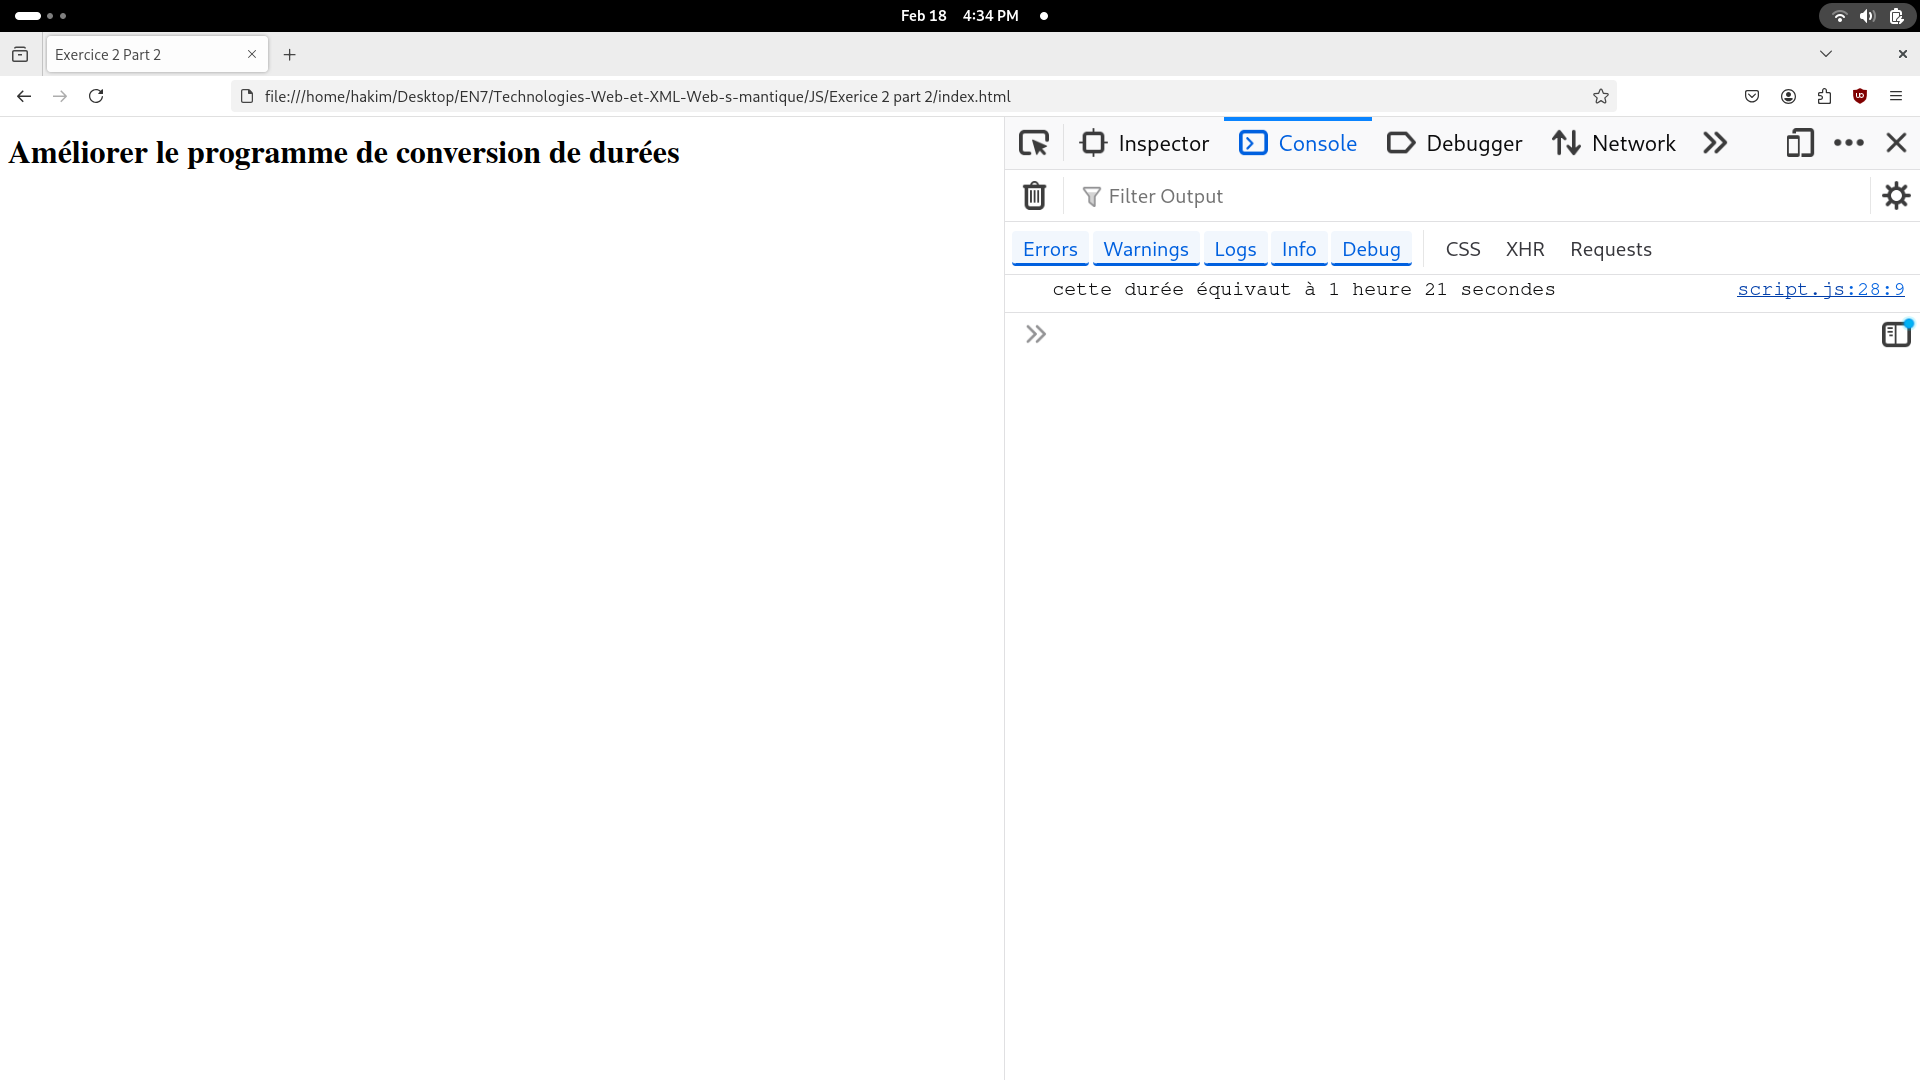 Feb 18 4:34 PM
Exercice 2 Part 2
file:///home/hakim/Desktop/EN7/Technologies-Web-et-XML-Web-s-mantique/JS/Exerice 2 part 2/index.html
Améliorer le programme de conversion de durées
Inspector Console Debugger Network
Filter Output
Errors Warnings Logs Info Debug CSS XHR Requests
cette durée équivaut à 1 heure 21 secondes script.js:28:9